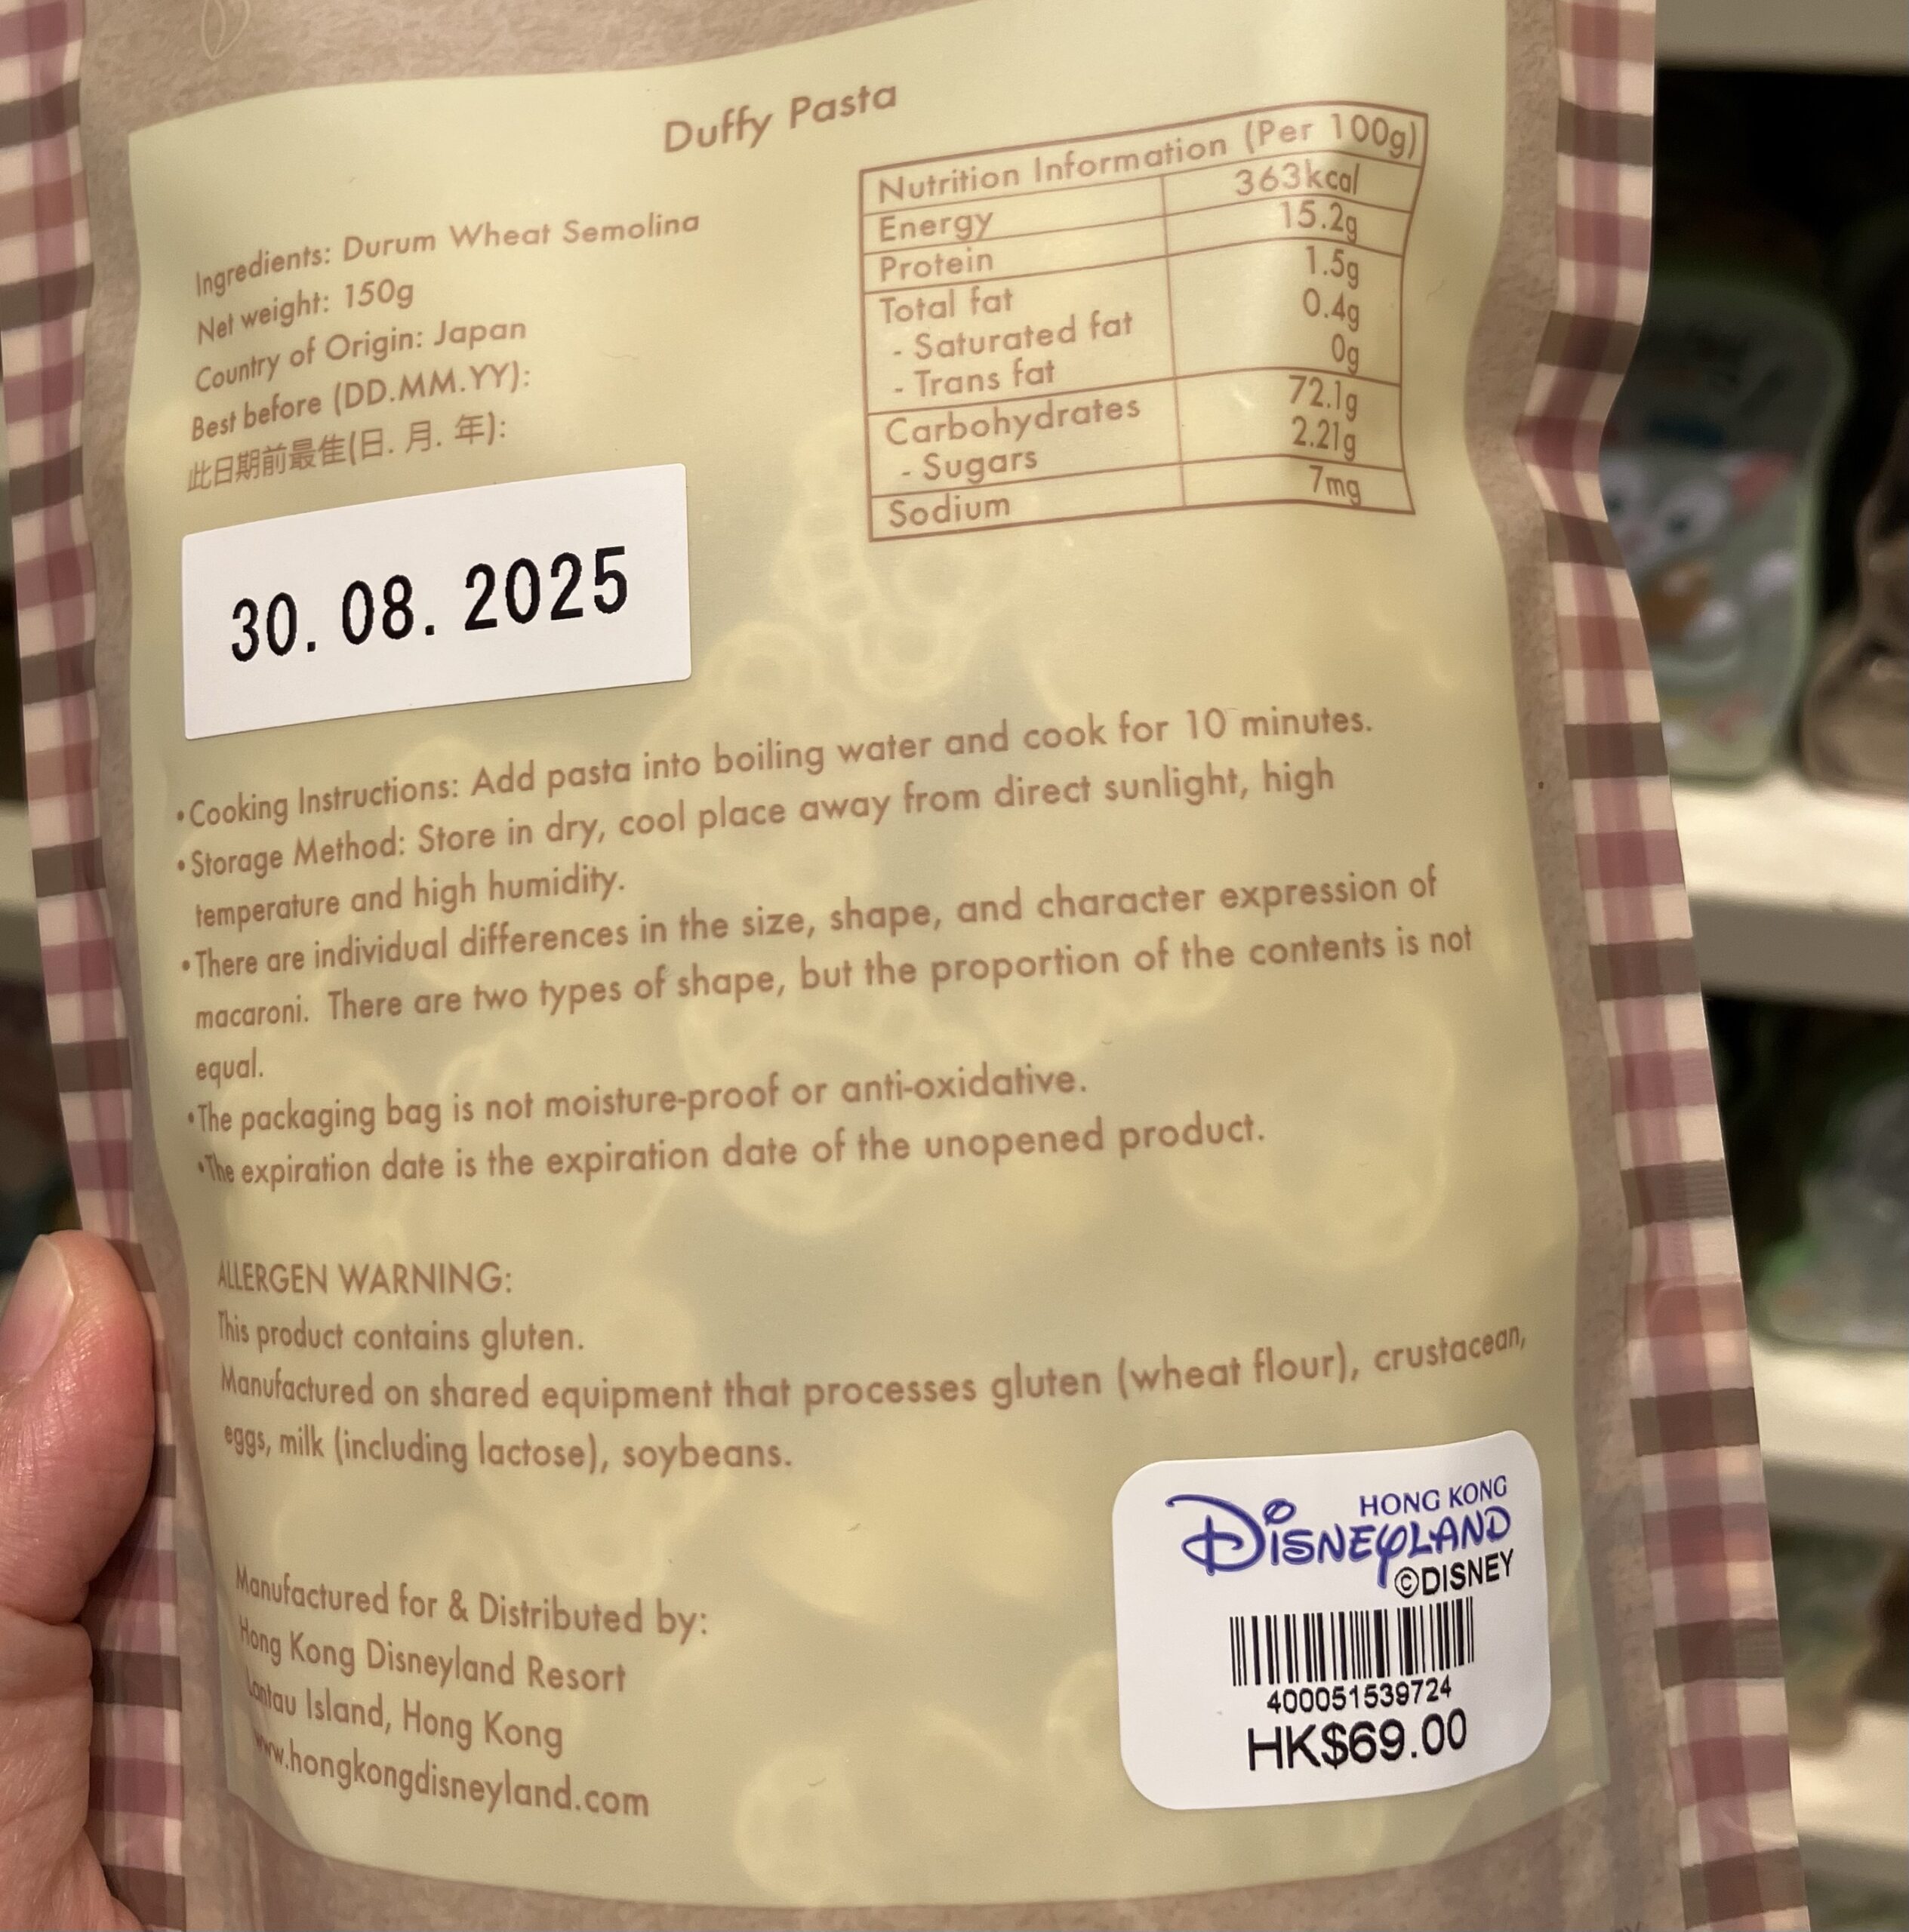 Duffy Pasta
Ingredients: Durum Wheat Semolina
Net weight: 150g
Country of Origin: Japan
Best before (DD.MM.YY):
此日期前最佳(日. 月. 年):
30. 08. 2025
Nutrition Information (Per 100g)
Energy 363kcal
Protein 15.2g
Total fat 1.5g
- Saturated fat 0.4g
- Trans fat 0g
Carbohydrates 72.1g
- Sugars 2.21g
Sodium 7mg
•Cooking Instructions: Add pasta into boiling water and cook for 10 minutes.
•Storage Method: Store in dry, cool place away from direct sunlight, high
temperature and high humidity.
•There are individual differences in the size, shape, and character expression of
macaroni. There are two types of shape, but the proportion of the contents is not
equal.
•The packaging bag is not moisture-proof or anti-oxidative.
•The expiration date is the expiration date of the unopened product.
ALLERGEN WARNING:
This product contains gluten.
Manufactured on shared equipment that processes gluten (wheat flour), crustacean,
eggs, milk (including lactose), soybeans.
Manufactured for & Distributed by:
Hong Kong Disneyland Resort
Lantau Island, Hong Kong
www.hongkongdisneyland.com
HONG KONG
DISNEYLAND
©DISNEY
400051539724
HK$69.00